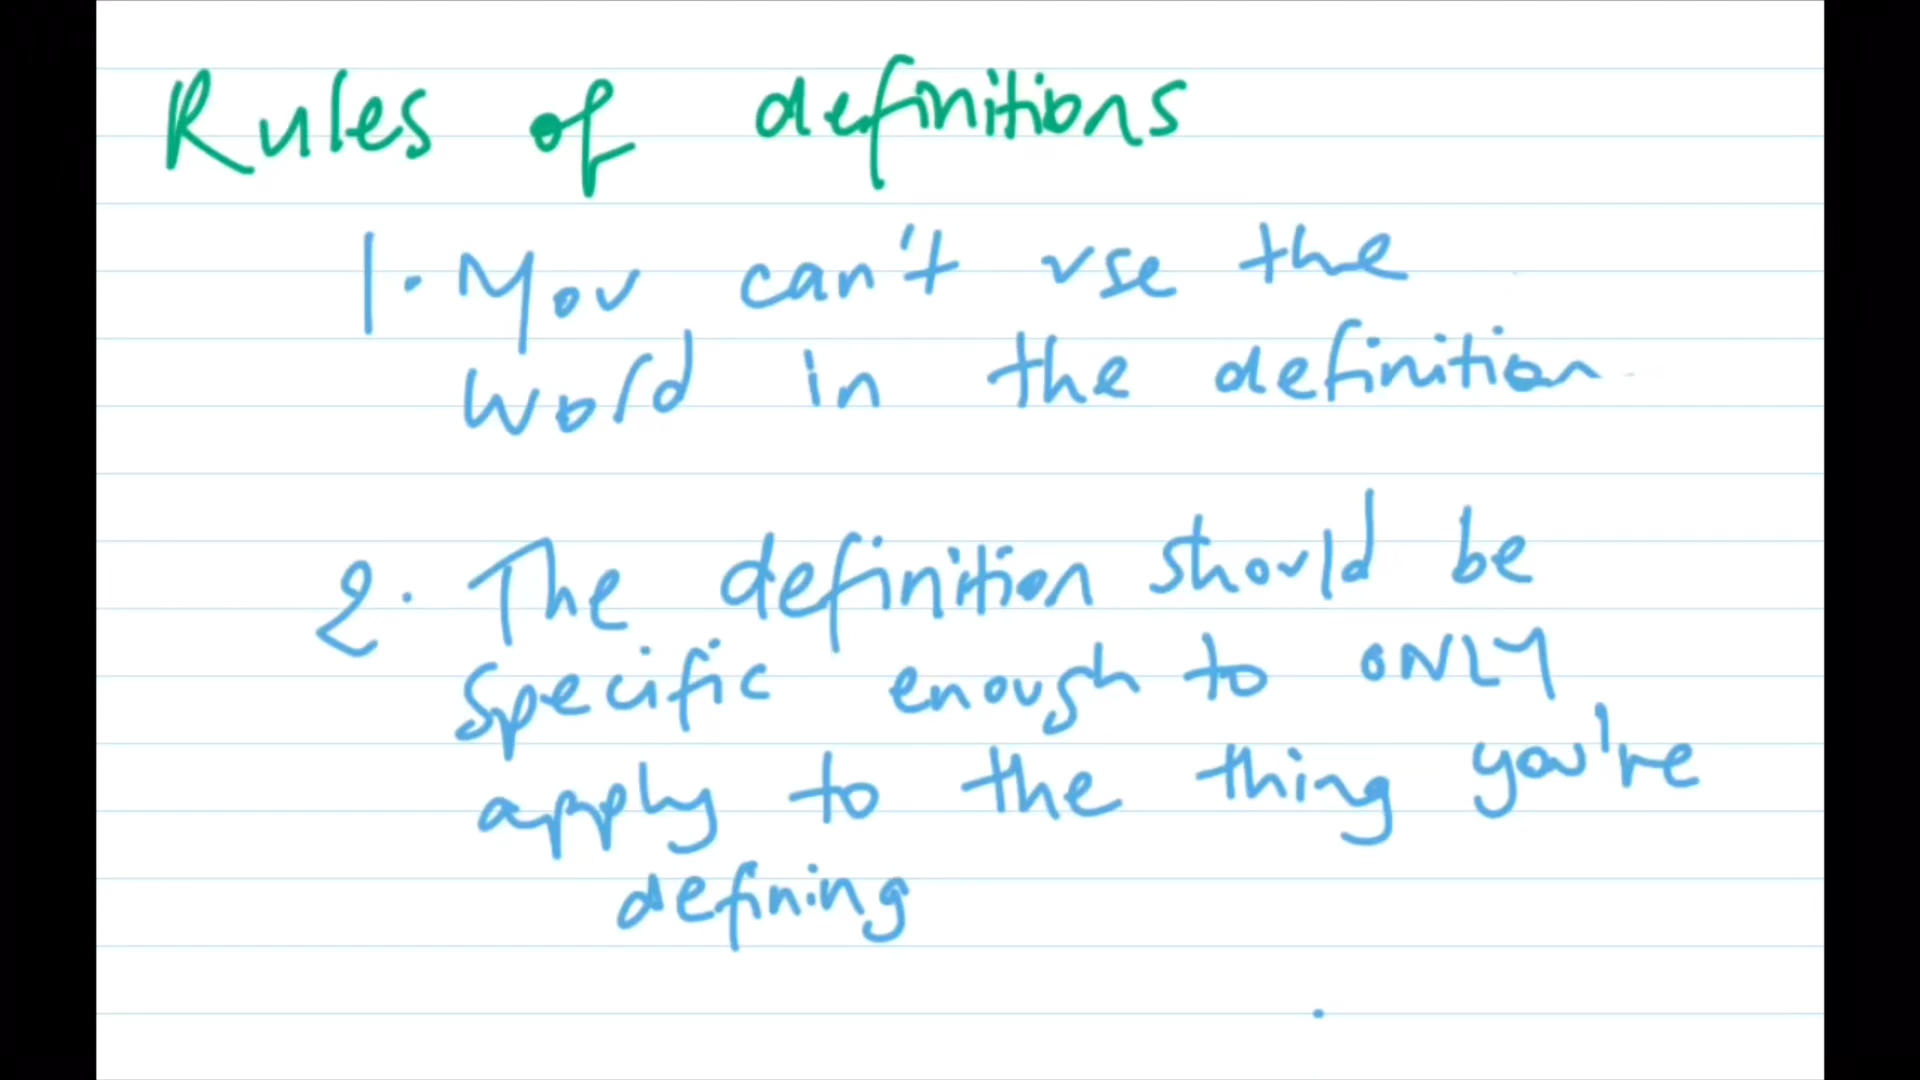 Rules of definitions
1. You can't use the
word in the definition
2. The definition should be
specific enough to ONLY
apply to the thing you're
defining